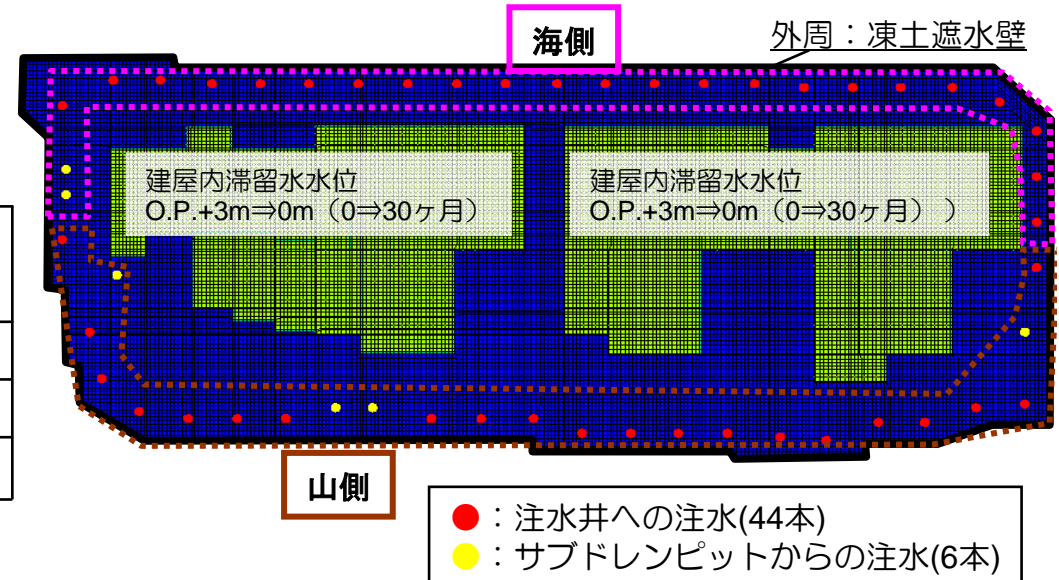 海側
外周：凍土遮水壁
建屋内滞留水水位
O.P.+3m⇒0m（0⇒30ヶ月）
建屋内滞留水水位
O.P.+3m⇒0m（0⇒30ヶ月） ）
山側
：注水井への注水(44本)
：サブドレンピットからの注水(6本)